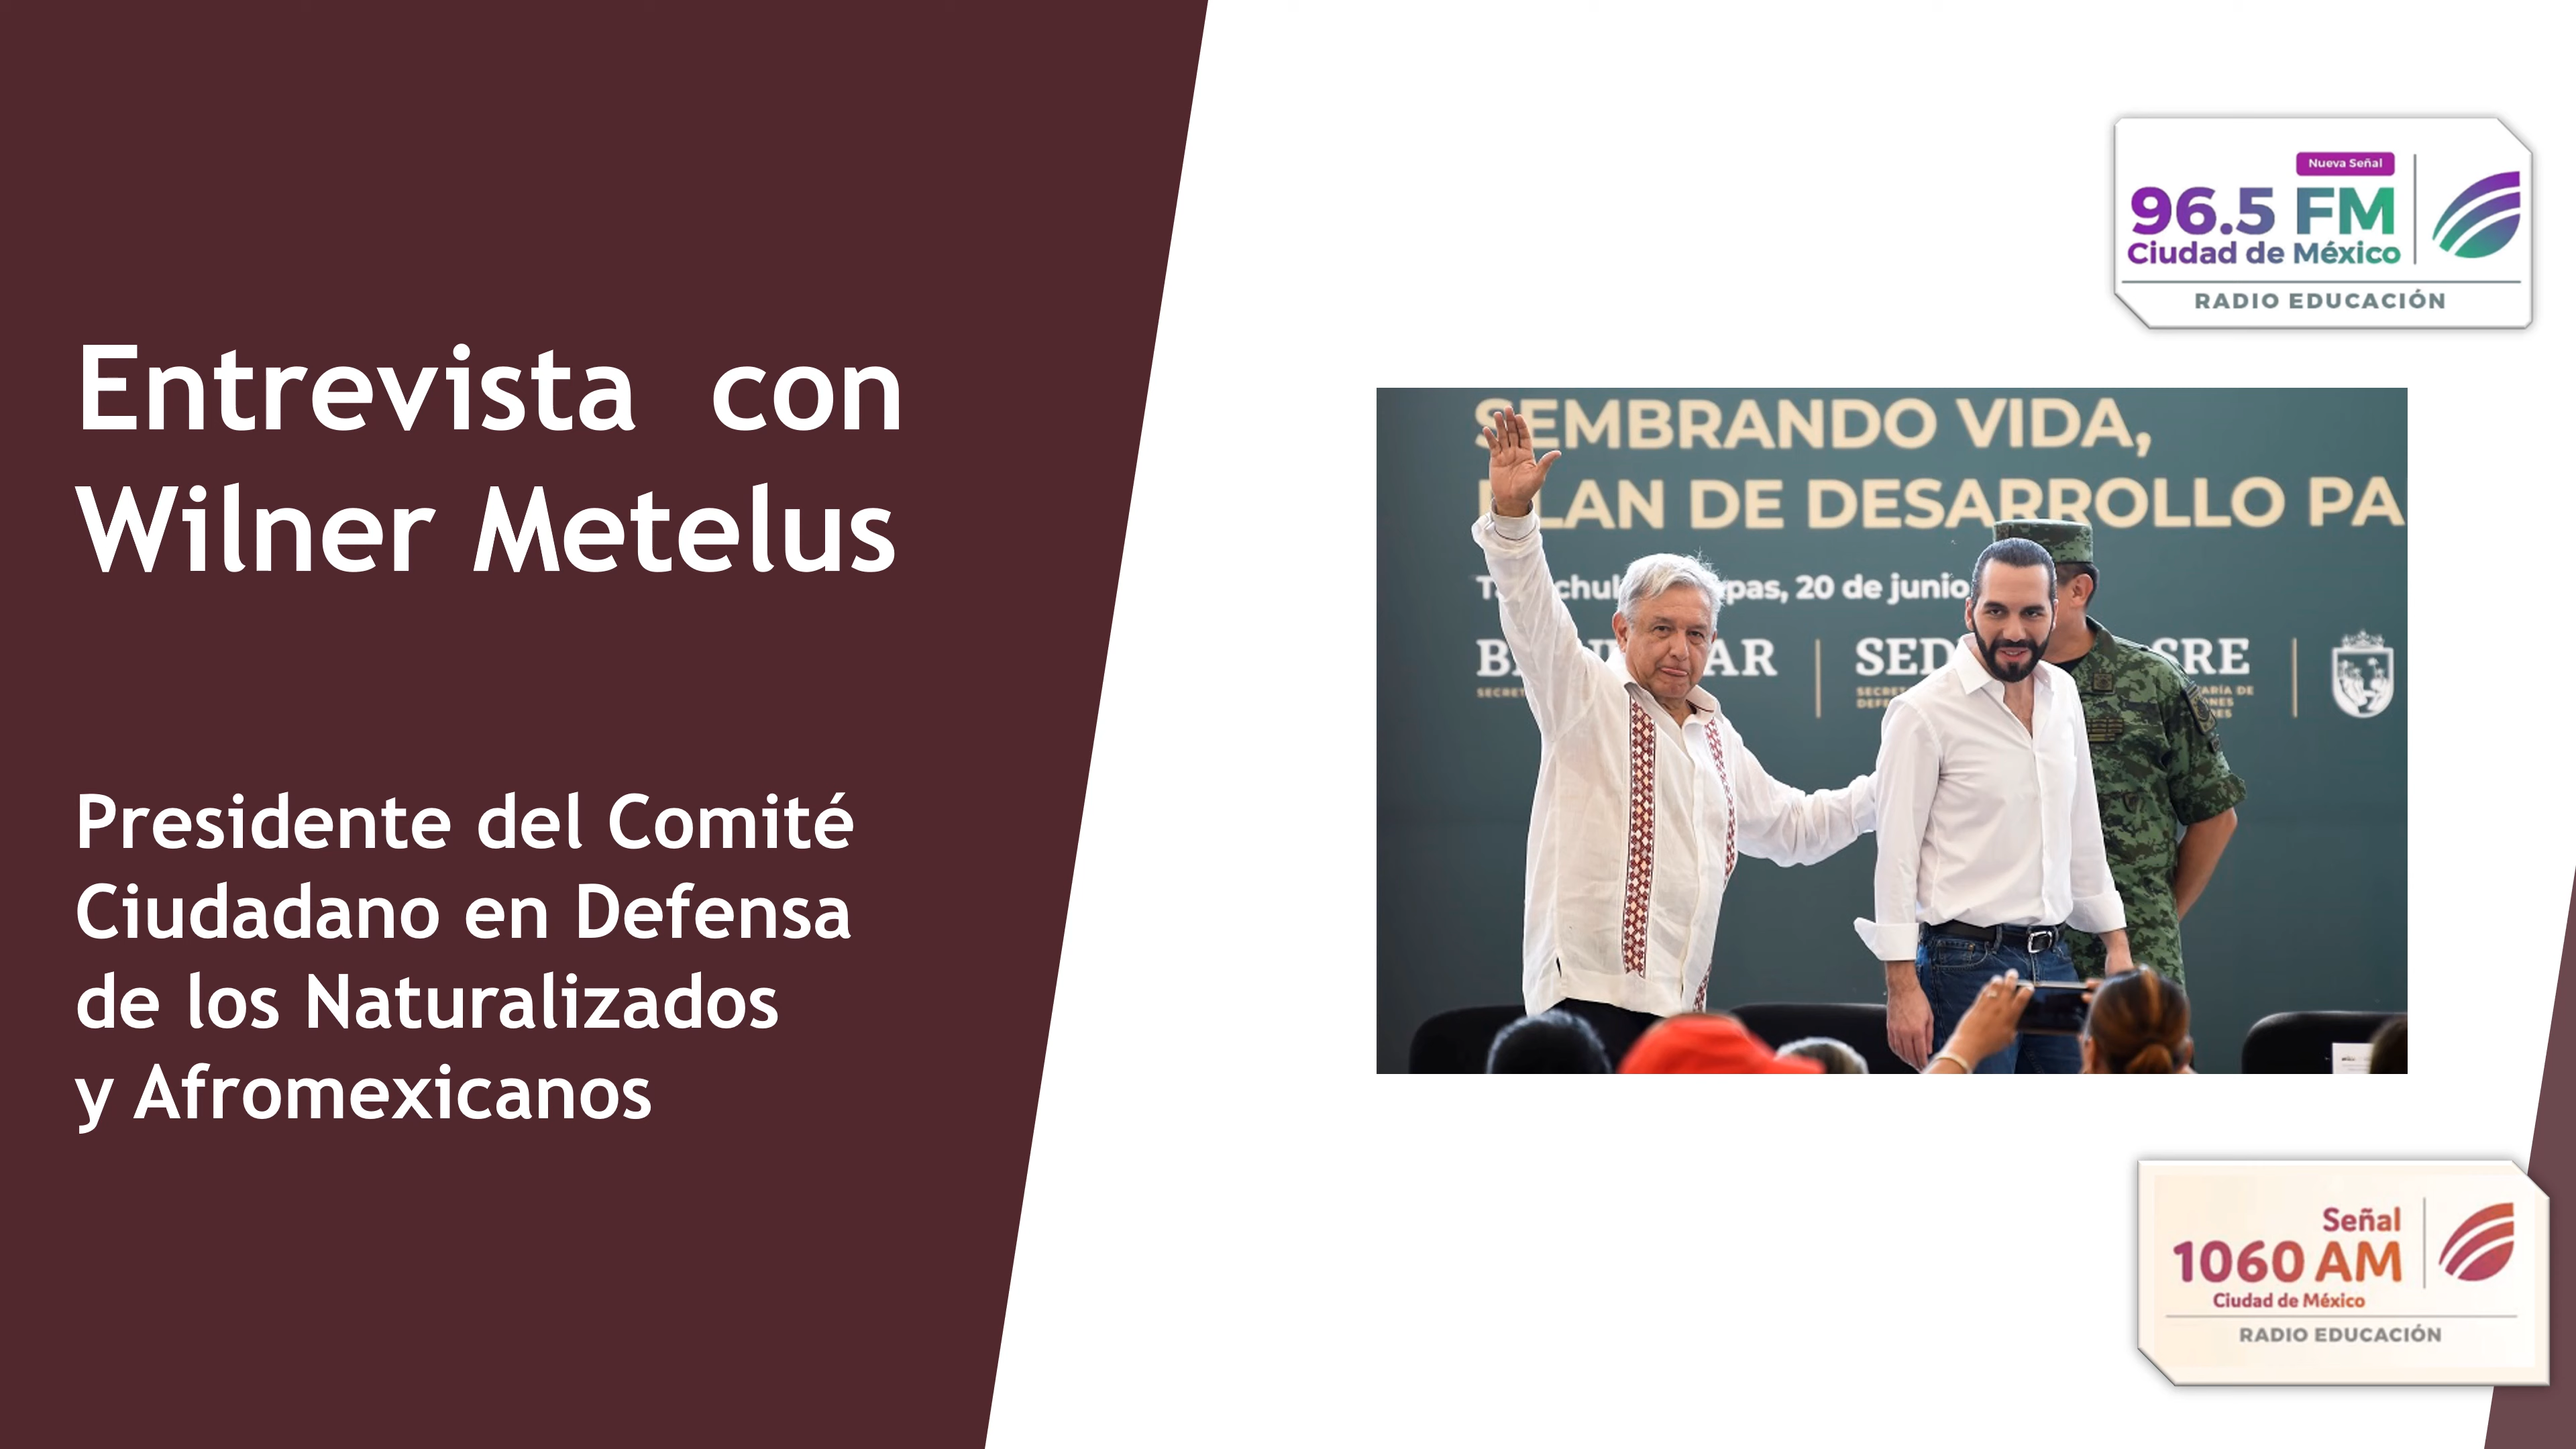 Entrevista con
Wilner Metelus
Presidente del Comité
Ciudadano en Defensa
de los Naturalizados
y Afromexicanos
Nueva Señal
96.5 FM
Ciudad de México
RADIO EDUCACIÓN
SEMBRANDO VIDA,
PLAN DE DESARROLLO PA
20 de junio
SRE
Señal
1060 AM
Ciudad de México
RADIO EDUCACIÓN